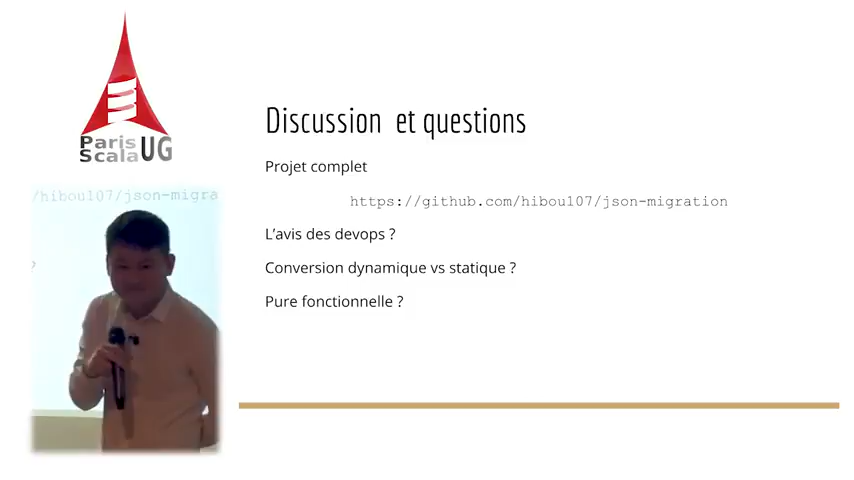 Paris
Scala UG
/hibou107/json-migra
?
Discussion et questions
Projet complet
https://github.com/hibou107/json-migration
L'avis des devops ?
Conversion dynamique vs statique ?
Pure fonctionnelle ?